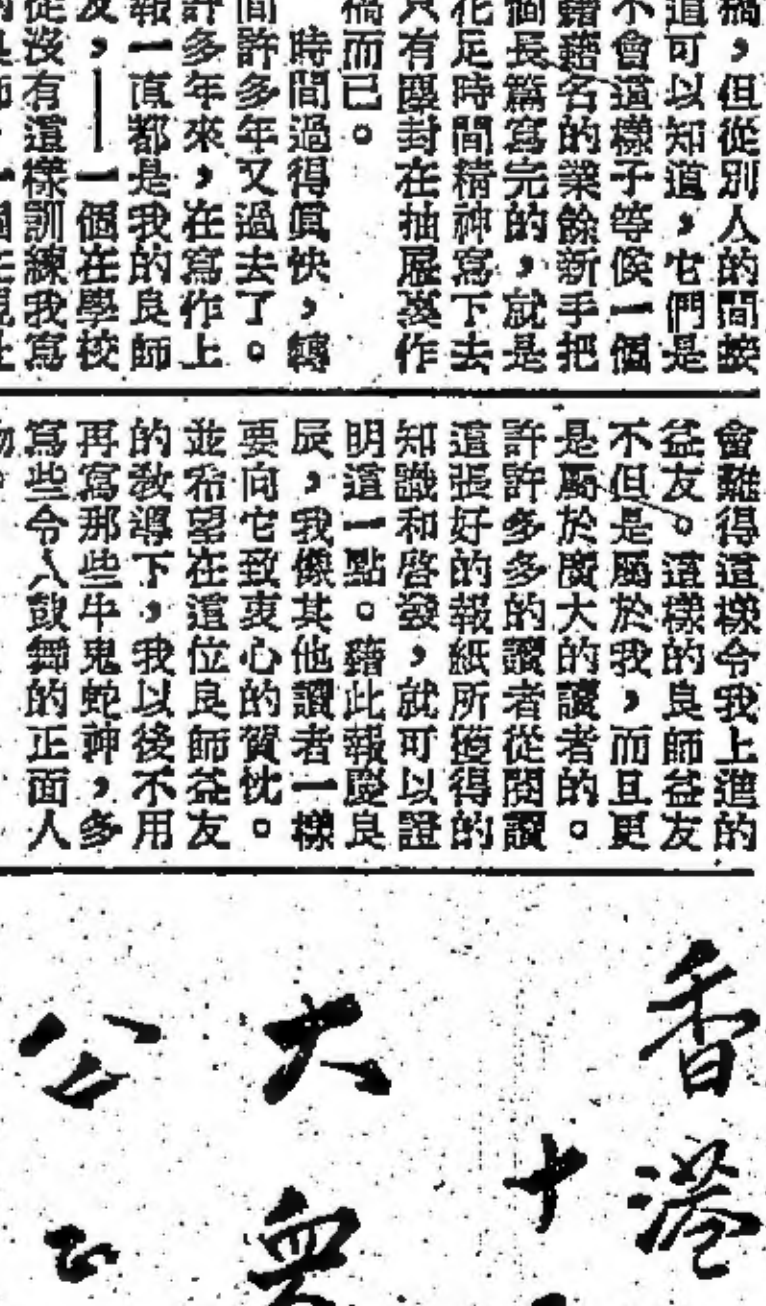 稿，但從別人的間接
道可以知道，它們是
不會這樣子等候一個
籍籍名的業餘新手把
個長篇寫完的，就是
花足時間精神寫下去
只有塵封在抽屜裏作
稿而已。
時間過得眞快，轉
間許多年又過去了。
許多年來，在寫作上
報一直都是我的良師
友，——一個在學校
從沒有這樣訓練我寫
會難得這樣令我上進的
益友。這樣的良師益友
不但是屬於我，而且更
是屬於廣大的讀者的。
許許多多的讀者從閱讀
這張好的報紙所獲得的
知識和啓發，就可以證
明這一點。藉此報慶良
辰，我像其他讀者一樣
要向它致衷心的賀忱。
並希望在這位良師益友
的敎導下，我以後不用
再寫那些牛鬼蛇神，多
寫些令人鼓舞的正面人
物。
香港
十
大衆
公正